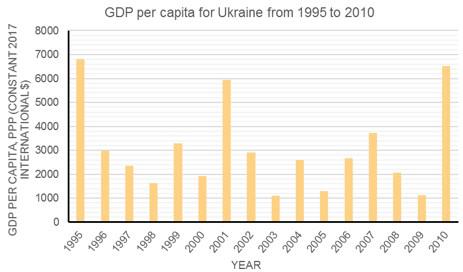 GDP per capita for Ukraine from 1995 to 2010
GDP PER CAPITA, PPP (CONSTANT 2017
INTERNATIONAL$)
8000
7000
6000
5000
4000
3000
2000
1000
0
1995 1996 1997 1998 1999 2000 2001 2002 2003 2004 2005 2006 2007 2008 2009 2010
YEAR